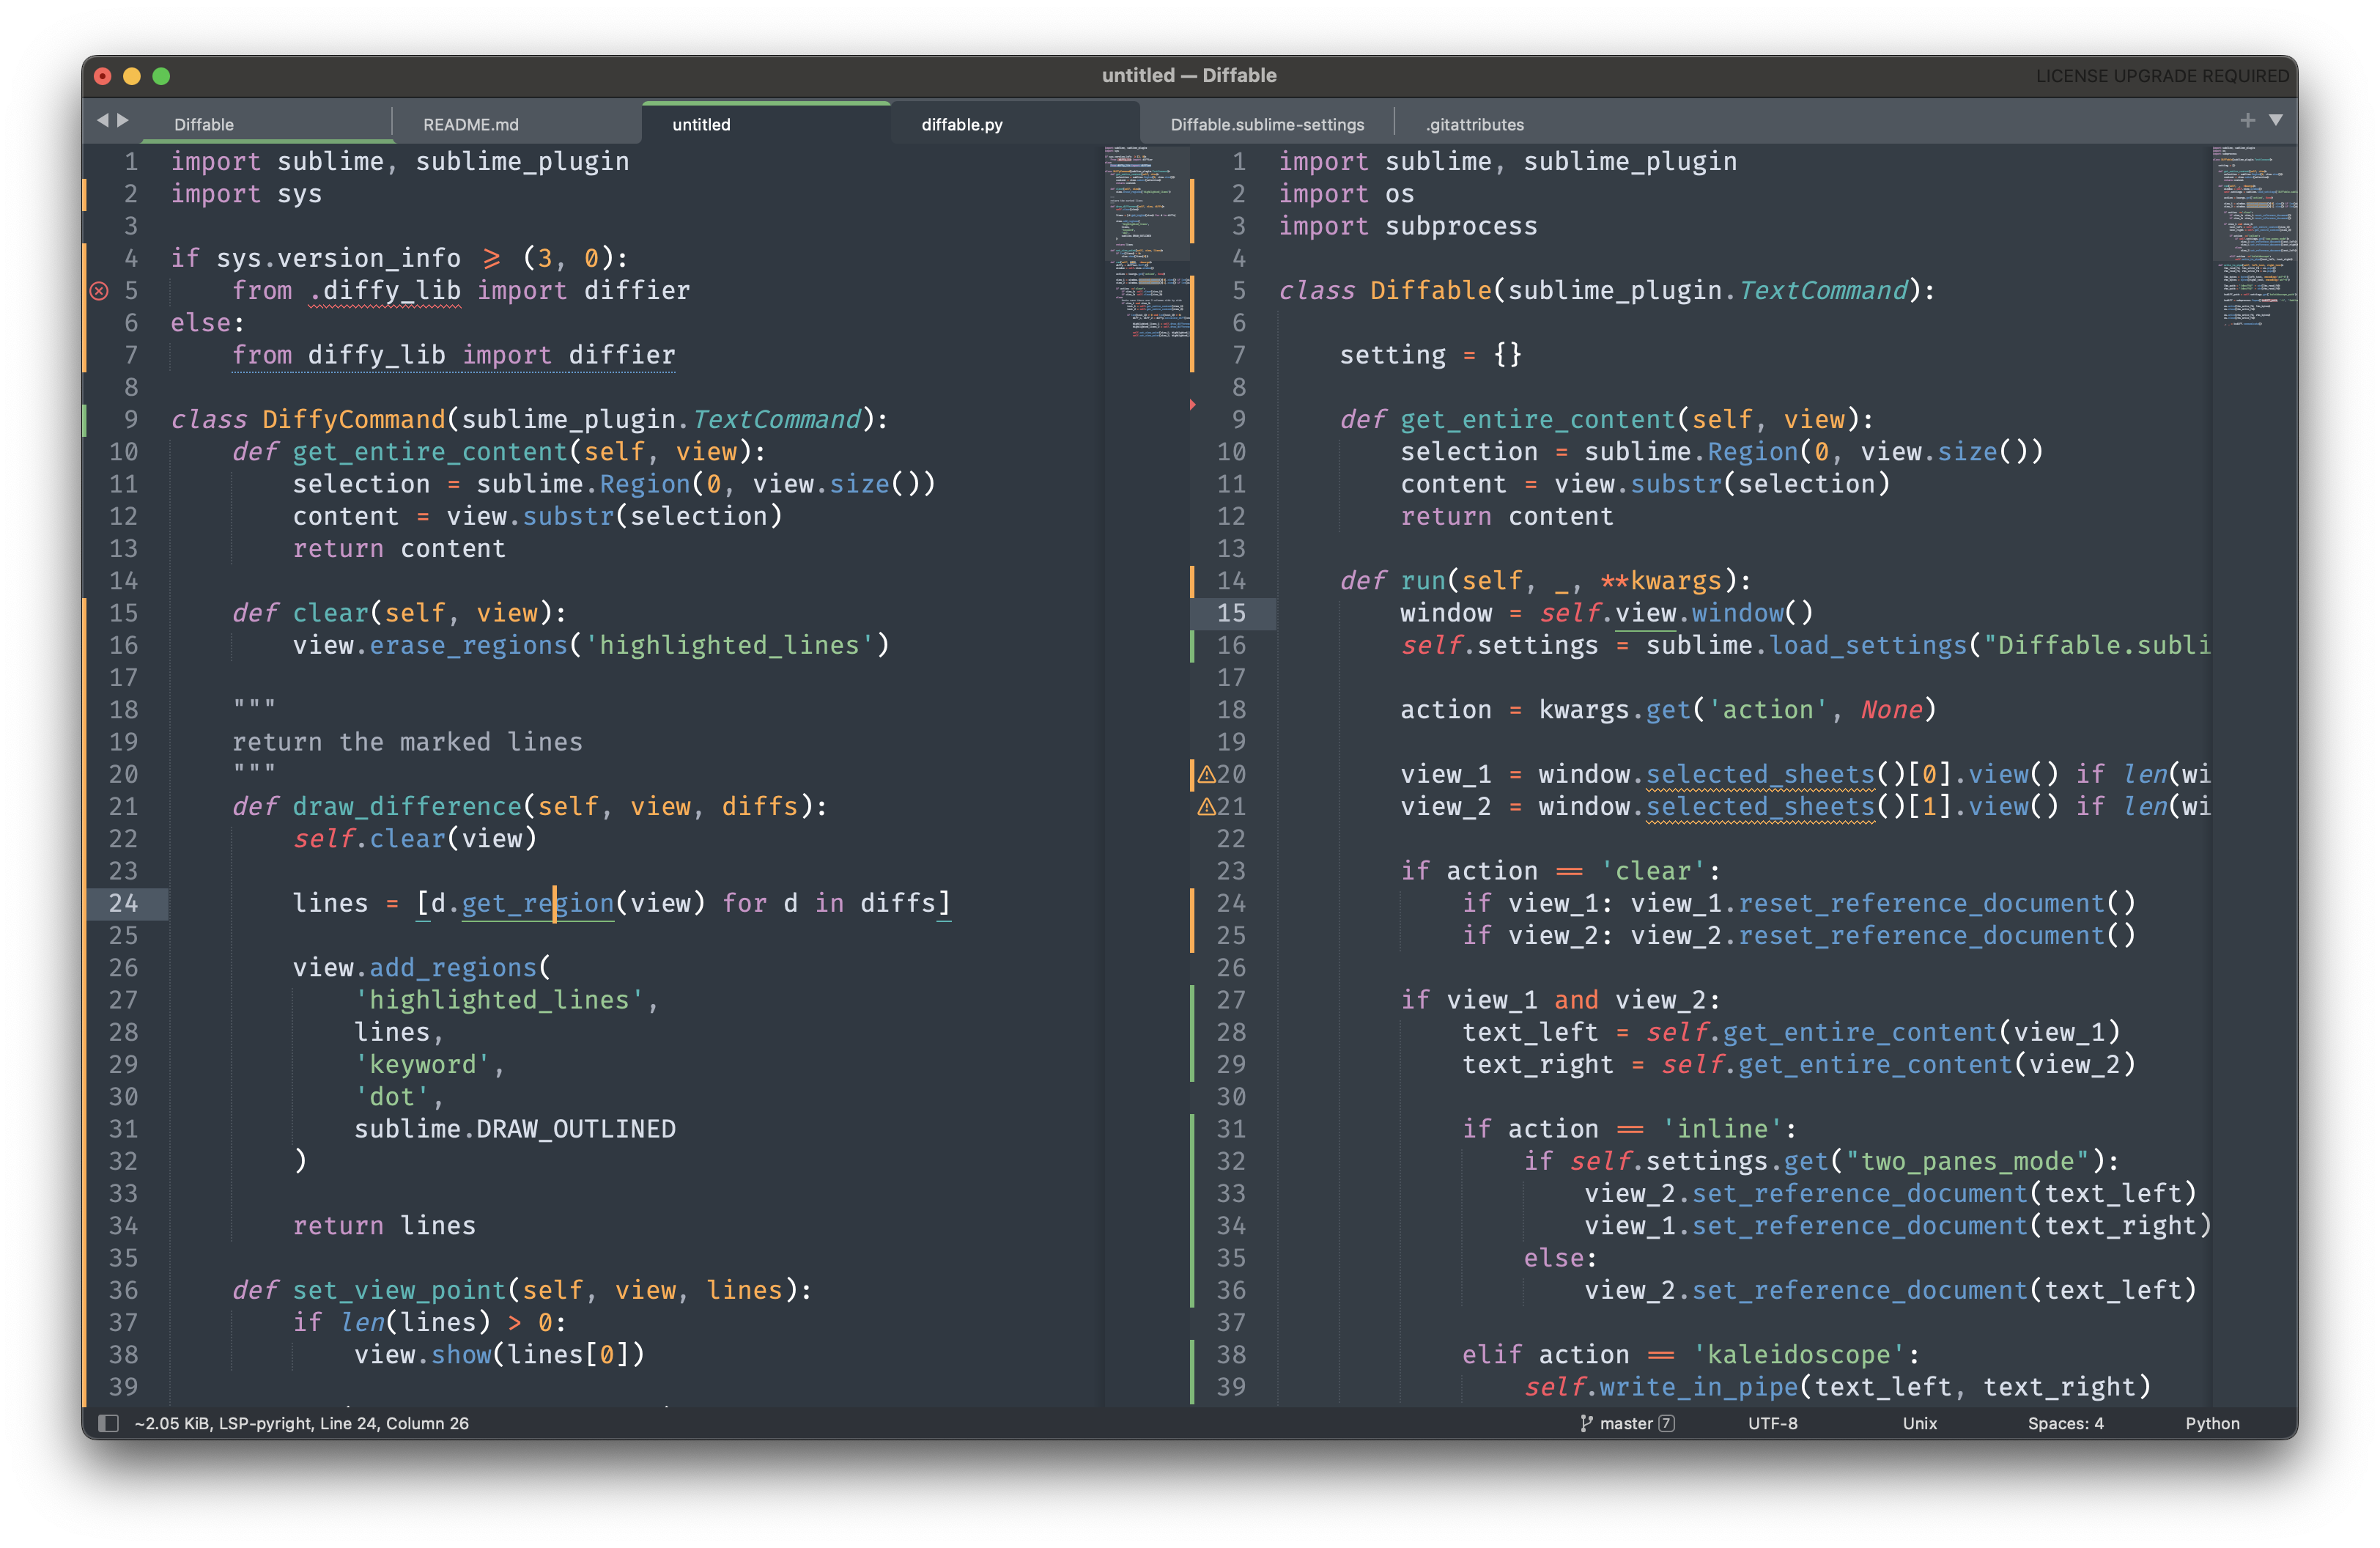 untitled — Diffable
LICENSE UPGRADE REQUIRED
Diffable
README.md
untitled
diffable.py
Diffable.sublime-settings
.gitattributes
1 import sublime, sublime_plugin
2 import sys
3
4 if sys.version_info >= (3, 0):
5     from .diffy_lib import diffier
6 else:
7     from diffy_lib import diffier
8
9 class DiffyCommand(sublime_plugin.TextCommand):
10     def get_entire_content(self, view):
11         selection = sublime.Region(0, view.size())
12         content = view.substr(selection)
13         return content
14
15     def clear(self, view):
16         view.erase_regions('highlighted_lines')
17
18     """
19     return the marked lines
20     """
21     def draw_difference(self, view, diffs):
22         self.clear(view)
23
24         lines = [d.get_region(view) for d in diffs]
25
26         view.add_regions(
27             'highlighted_lines',
28             lines,
29             'keyword',
30             'dot',
31             sublime.DRAW_OUTLINED
32         )
33
34         return lines
35
36     def set_view_point(self, view, lines):
37         if len(lines) > 0:
38             view.show(lines[0])
39
1 import sublime, sublime_plugin
2 import os
3 import subprocess
4
5 class Diffable(sublime_plugin.TextCommand):
6
7     setting = {}
8
9     def get_entire_content(self, view):
10         selection = sublime.Region(0, view.size())
11         content = view.substr(selection)
12         return content
13
14     def run(self, _, **kwargs):
15         window = self.view.window()
16         self.settings = sublime.load_settings("Diffable.subli
17
18         action = kwargs.get('action', None)
19
20         view_1 = window.selected_sheets()[0].view() if len(wi
21         view_2 = window.selected_sheets()[1].view() if len(wi
22
23         if action == 'clear':
24             if view_1: view_1.reset_reference_document()
25             if view_2: view_2.reset_reference_document()
26
27         if view_1 and view_2:
28             text_left = self.get_entire_content(view_1)
29             text_right = self.get_entire_content(view_2)
30
31             if action == 'inline':
32                 if self.settings.get("two_panes_mode"):
33                     view_2.set_reference_document(text_left)
34                     view_1.set_reference_document(text_right)
35                 else:
36                     view_2.set_reference_document(text_left)
37
38             elif action == 'kaleidoscope':
39                 self.write_in_pipe(text_left, text_right)
~2.05 KiB, LSP-pyright, Line 24, Column 26
master 7
UTF-8
Unix
Spaces: 4
Python